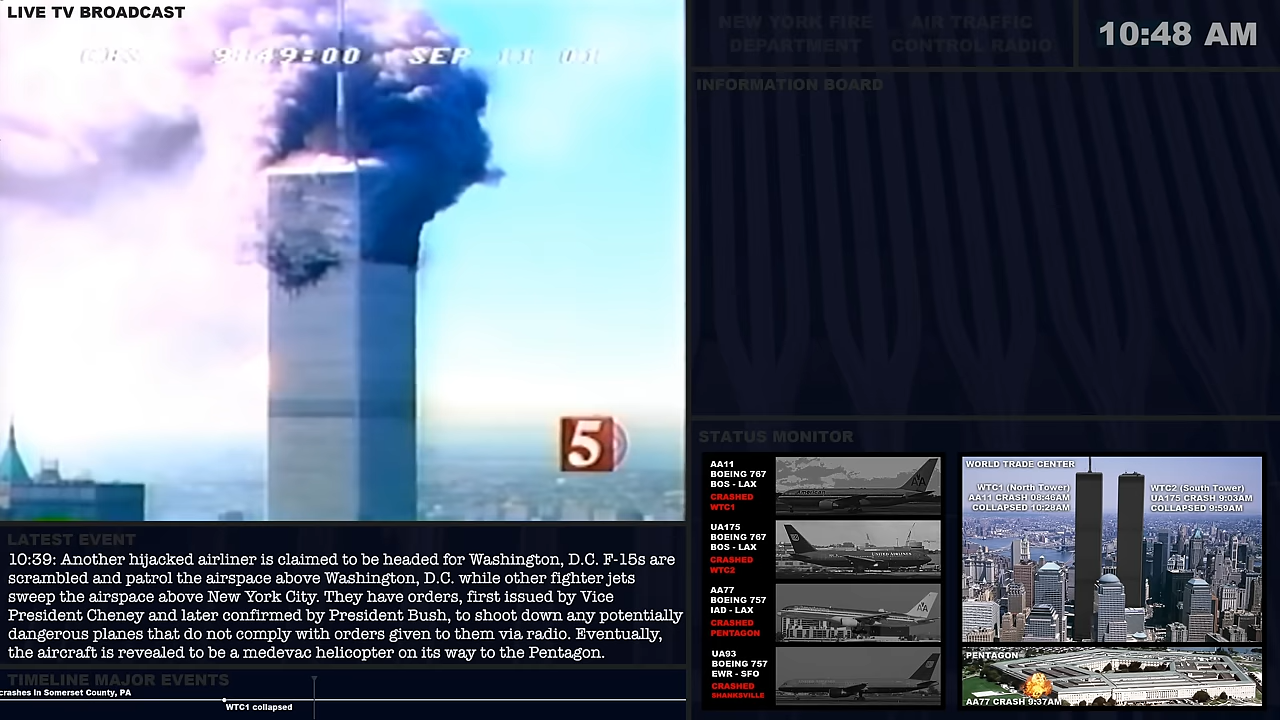 LIVE TV BROADCAST
9:49:00 SEP 11 01
5
NEW YORK FIRE
DEPARTMENT
AIR TRAFFIC
CONTROL RADIO
10:48 AM
INFORMATION BOARD
LATEST EVENT
10:39: Another hijacked airliner is claimed to be headed for Washington, D.C. F-15s are
scramble and patrol the airspace above Washington, D.C. while other fighter jets
sweep the airspace above New York City. They have orders, first issued by Vice
President Cheney and later confirmed by President Bush, to shoot down any potentially
dangerous planes that do not comply with orders given to them via radio. Eventually,
the aircraft is revealed to be a medevac helicopter on its way to the Pentagon.
TIMELINE MAJOR EVENTS
crashes in Somerset County, PA
WTC1 collapsed
STATUS MONITOR
AA11
BOEING 767
BOS - LAX
CRASHED
WTC1
UA175
BOEING 767
BOS - LAX
CRASHED
WTC2
UNITED AIRLINES
AA77
BOEING 757
IAD - LAX
CRASHED
PENTAGON
UA93
BOEING 757
EWR - SFO
CRASHED
SHANKSVILLE
WORLD TRADE CENTER
WTC1 (North Tower)
AA11 CRASH 08:46AM
COLLAPSED 10:28AM
WTC2 (South Tower)
UA175 CRASH 9:03AM
COLLAPSED 9:59AM
PENTAGON
AA77 CRASH 9:37AM